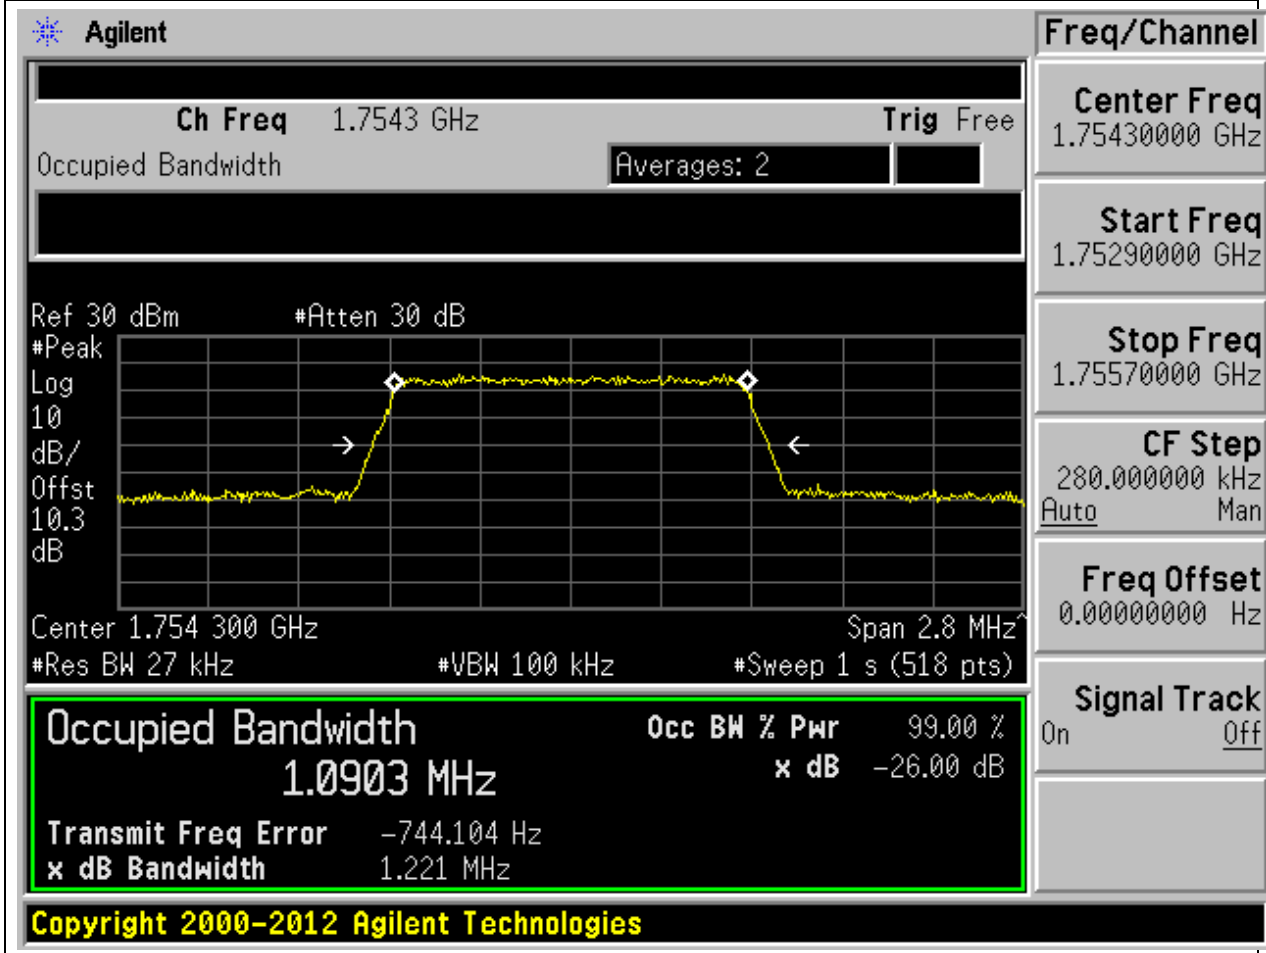 Agilent
Freq/Channel
Ch Freq 1.7543 GHz Trig Free
Occupied Bandwidth Averages: 2
Center Freq
1.75430000 GHz
Start Freq
1.75290000 GHz
Stop Freq
1.75570000 GHz
CF Step
280.000000 kHz
Auto Man
Freq Offset
0.00000000 Hz
Signal Track
On Off
Ref 30 dBm #Atten 30 dB
#Peak
Log
10
dB/
Offst
10.3
dB
Center 1.754 300 GHz Span 2.8 MHz^
#Res BW 27 kHz #VBW 100 kHz #Sweep 1 s (518 pts)
Occupied Bandwidth Occ BW % Pwr 99.00 %
1.0903 MHz x dB -26.00 dB
Transmit Freq Error -744.104 Hz
x dB Bandwidth 1.221 MHz
Copyright 2000-2012 Agilent Technologies